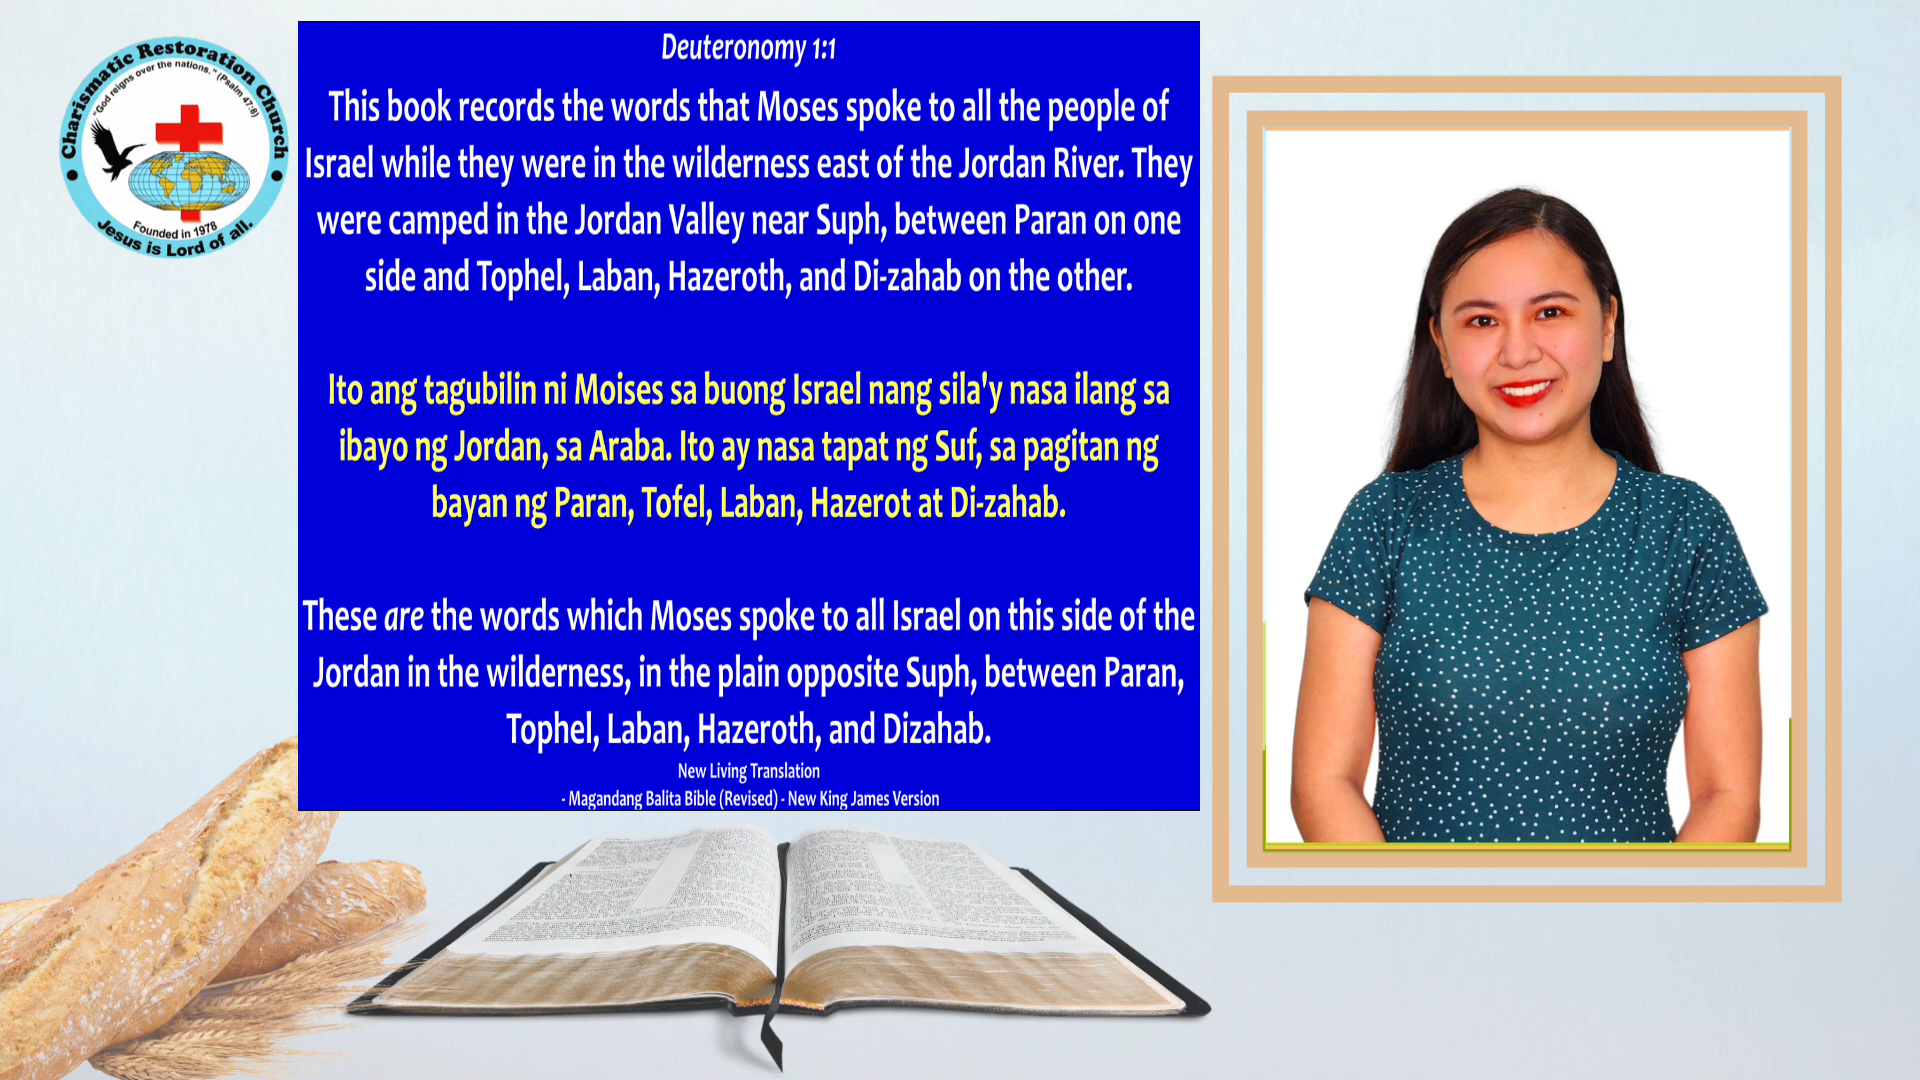 Charismatic Restoration Church
"God reigns over the nations." (Psalm 47:8)
Founded in 1978
Jesus is Lord of all.
Deuteronomy 1:1
This book records the words that Moses spoke to all the people of
Israel while they were in the wilderness east of the Jordan River. They
were camped in the Jordan Valley near Suph, between Paran on one
side and Tophel, Laban, Hazeroth, and Di-zahab on the other.
Ito ang tagubilin ni Moises sa buong Israel nang sila'y nasa ilang sa
ibayo ng Jordan, sa Araba. Ito ay nasa tapat ng Suf, sa pagitan ng
bayan ng Paran, Tofel, Laban, Hazerot at Di-zahab.
These are the words which Moses spoke to all Israel on this side of the
Jordan in the wilderness, in the plain opposite Suph, between Paran,
Tophel, Laban, Hazeroth, and Dizahab.
New Living Translation
- Magandang Balita Bible (Revised) - New King James Version